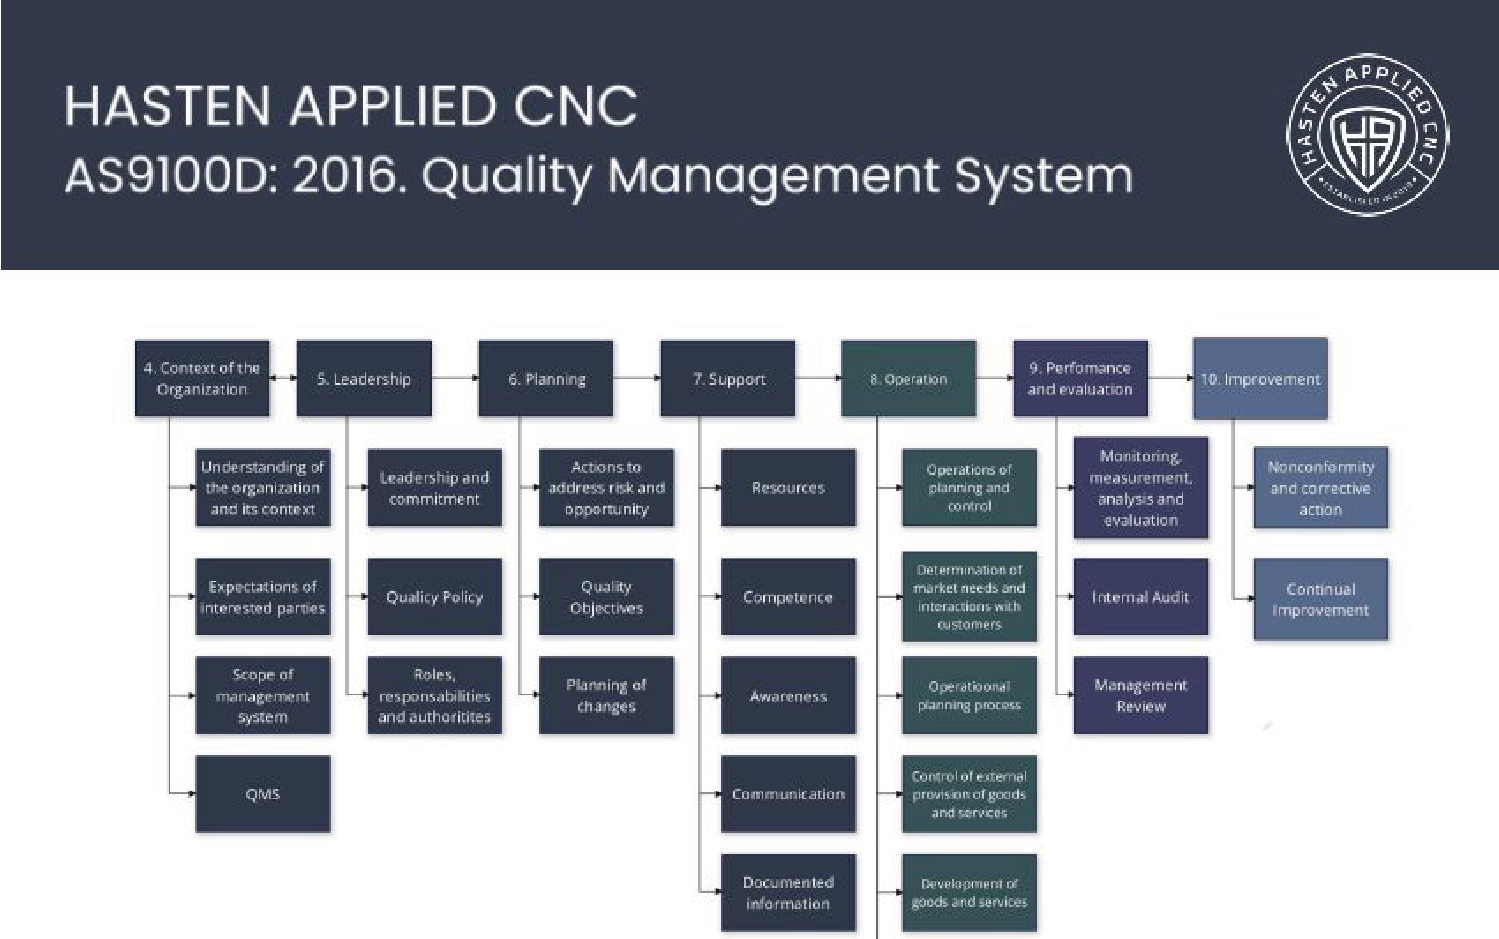 HASTEN APPLIED CNC
AS9100D: 2016. Quality Management System
HASTEN APPLIED CNC
HA
4. Context of the
Organization
5. Leadership
6. Planning
7. Support
8. Operation
9. Perfomance
and evaluation
10. Improvement
Understanding of
the organization
and its context
Expectations of
interested parties
Scope of
management
system
QMS
Leadership and
commitment
Qualicy Policy
Roles,
responsabilities
and authoritites
Actions to
address risk and
opportunity
Quality
Objectives
Planning of
changes
Resources
Competence
Awareness
Communication
Documented
information
Operations of
planning and
control
Determination of
market needs and
interactions with
customers
Operatioonal
planning process
Control of external
provision of goods
and services
Development of
goods and services
Monitoring,
measurement,
analysis and
evaluation
Internal Audit
Management
Review
Nonconformity
and corrective
action
Continual
Improvement